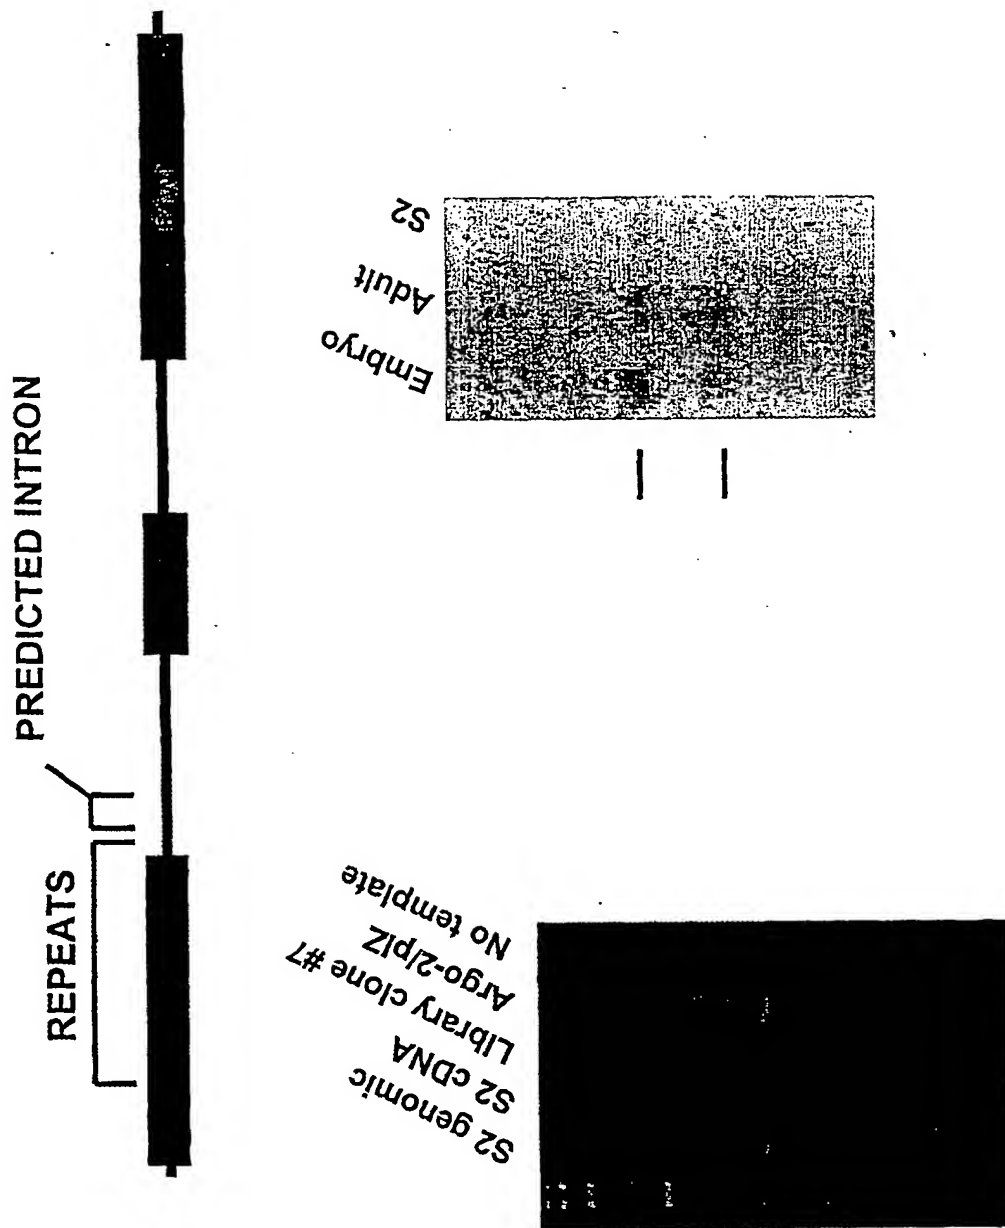 REPEATS
PREDICTED INTRON
S2 genomic
S2 cDNA
Library clone #7
Argo-2/pIZ
No template
Embryo
Adult
S2